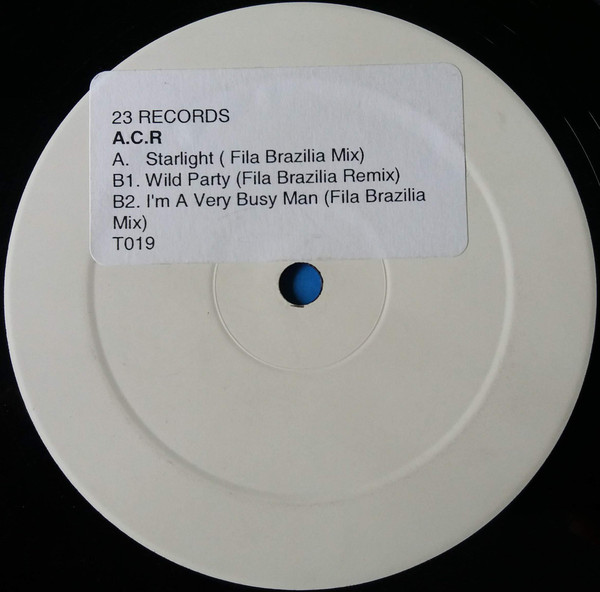 23 RECORDS
A.C.R
A. Starlight ( Fila Brazilia Mix)
B1. Wild Party (Fila Brazilia Remix)
B2. I'm A Very Busy Man (Fila Brazilia
Mix)
T019